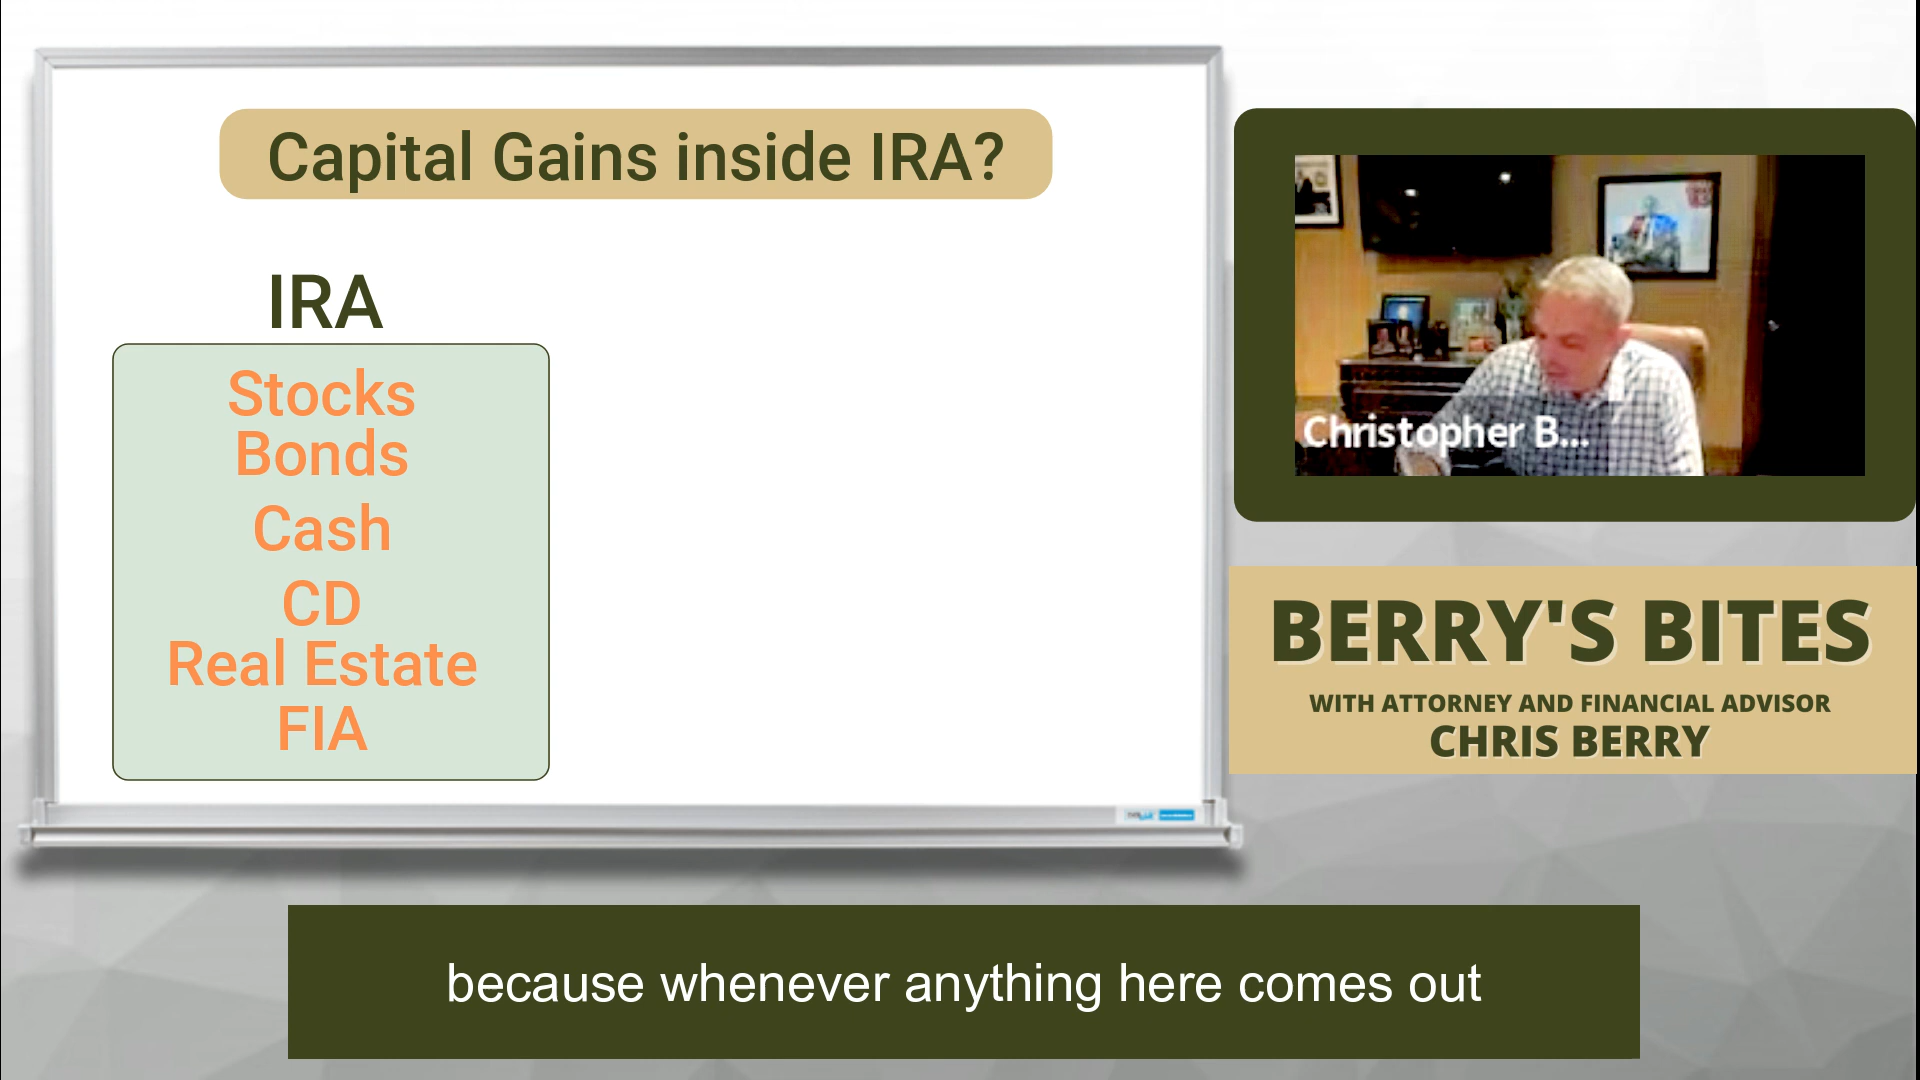 Capital Gains inside IRA?
IRA
Stocks
Bonds
Cash
CD
Real Estate
FIA
Christopher B...
BERRY'S BITES
WITH ATTORNEY AND FINANCIAL ADVISOR
CHRIS BERRY
because whenever anything here comes out